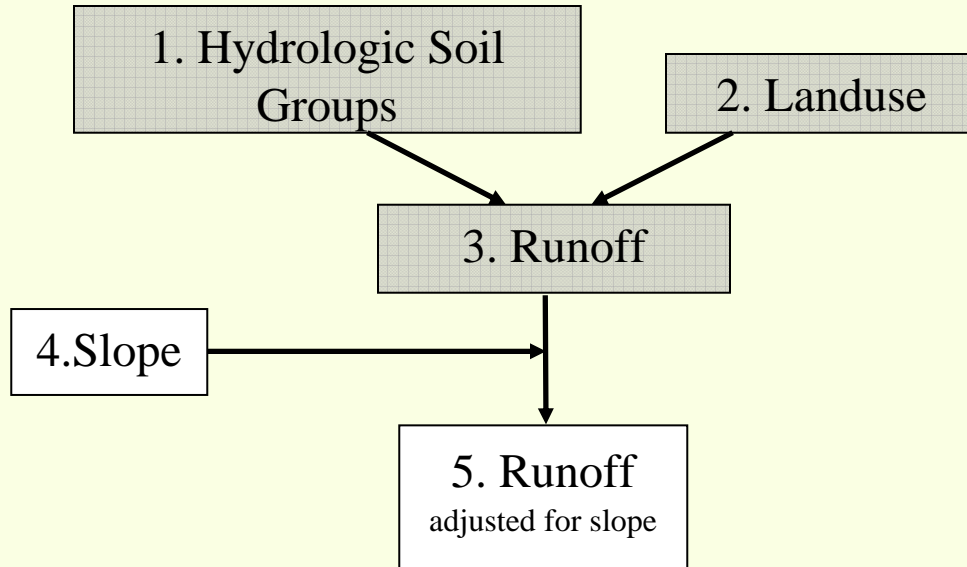 1. Hydrologic Soil
Groups
2. Landuse
3. Runoff
4.Slope
5. Runoff
adjusted for slope